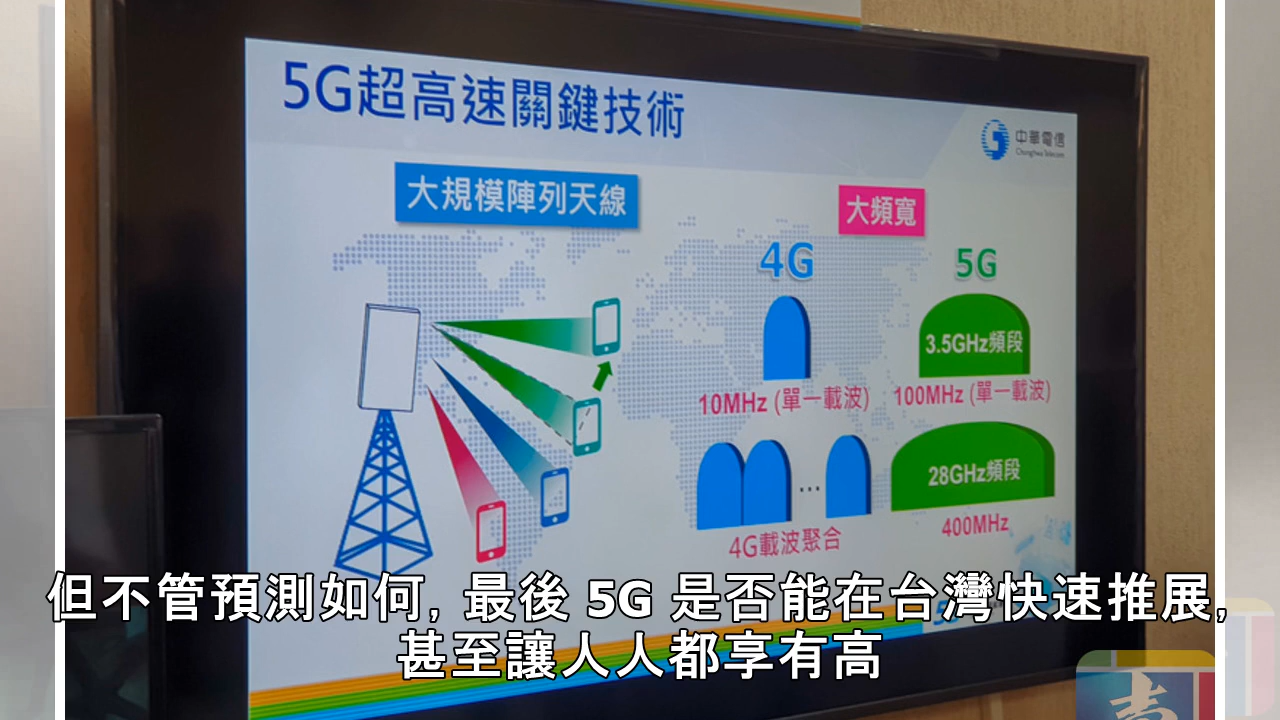 5G超高速關鍵技術
中華電信
Chunghwa Telecom
大規模陣列天線
大頻寬
4G
5G
3.5GHz頻段
10MHz (單一載波)
100MHz (單一載波)
28GHz頻段
...
4G載波聚合
400MHz
但不管預測如何, 最後 5G 是否能在台灣快速推展,
甚至讓人人都享有高